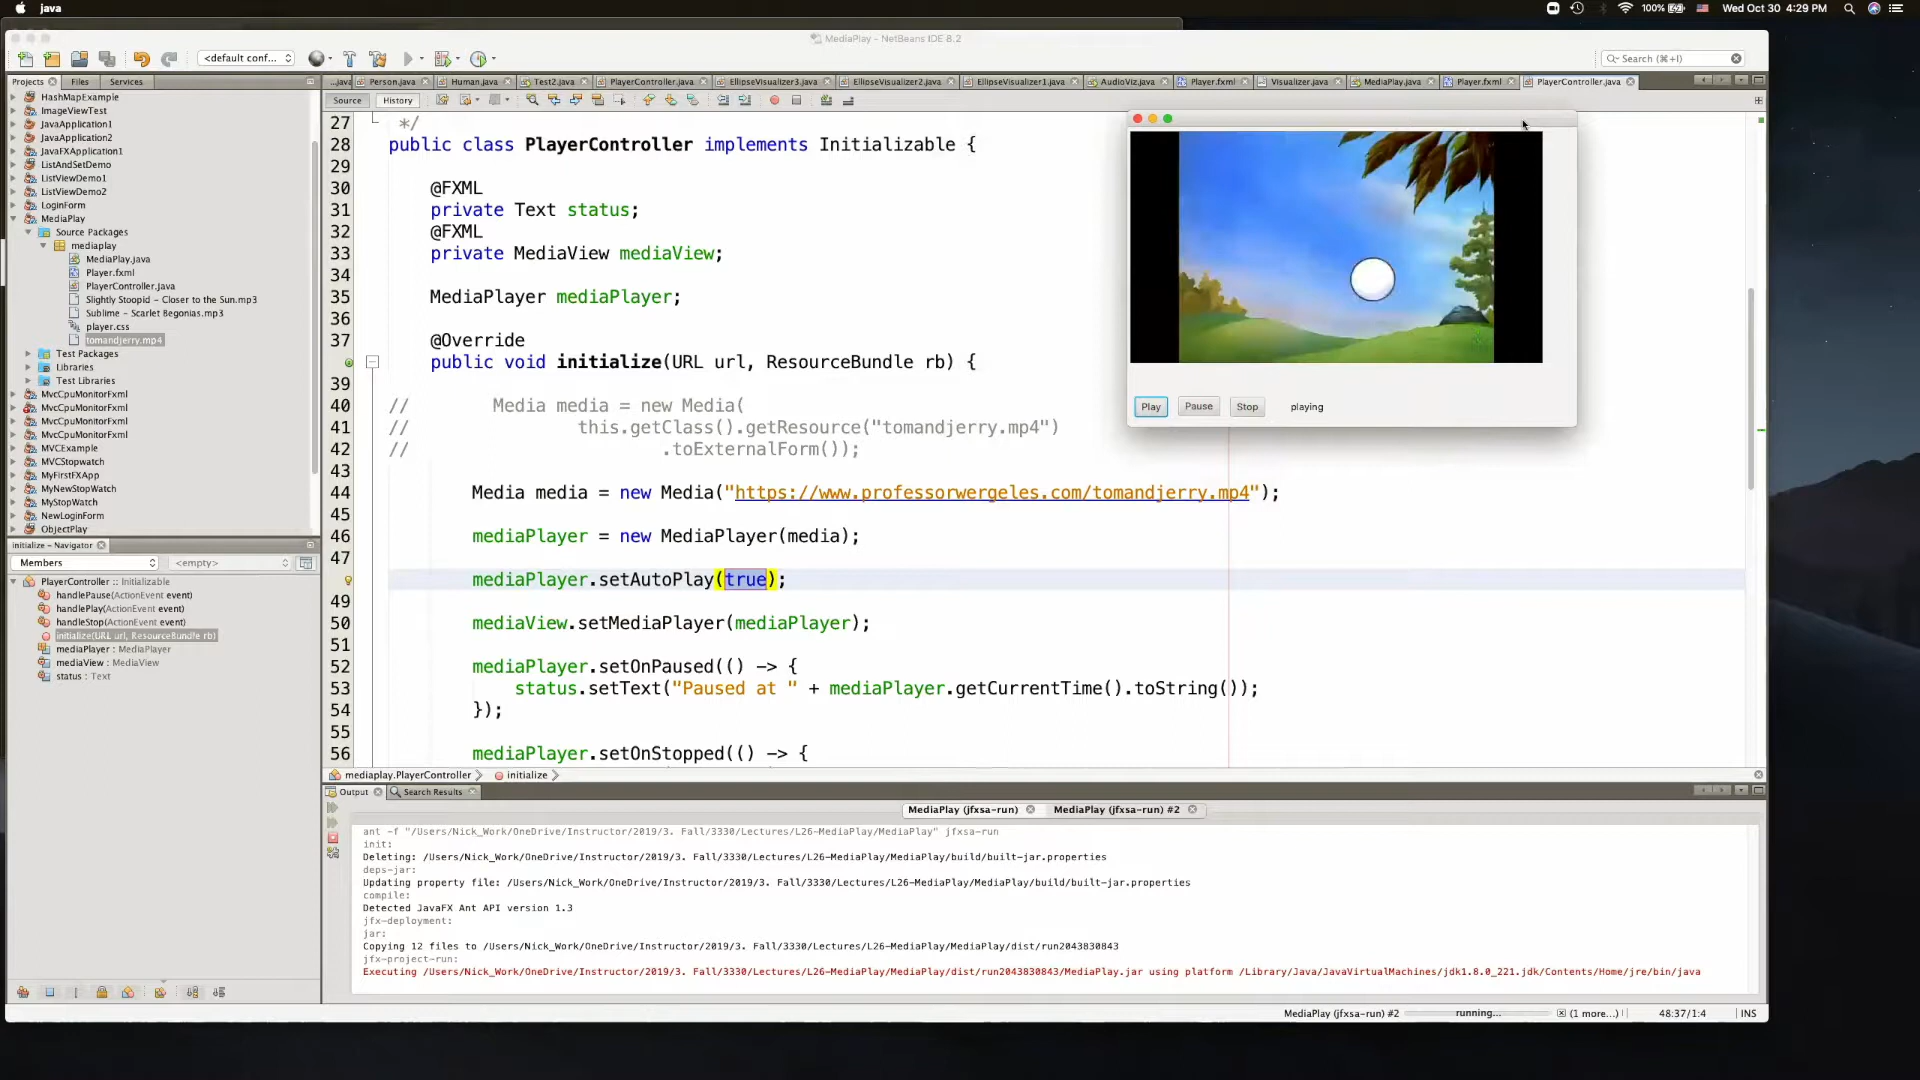 java
100%
Wed Oct 30 4:29 PM
MediaPlay - NetBeans IDE 8.2
<default conf...
Search (⌘+I)
Projects
Files
Services
...java
Person.java
Human.java
Test2.java
PlayerController.java
EllipseVisualizer3.java
EllipseVisualizer2.java
EllipseVisualizer1.java
AudioViz.java
Player.fxml
Visualizer.java
MediaPlay.java
Player.fxml
PlayerController.java
Source
History
HashMapExample
ImageViewTest
JavaApplication1
JavaApplication2
JavaFXApplication1
ListAndSetDemo
ListViewDemo1
ListViewDemo2
LoginForm
MediaPlay
Source Packages
mediaplay
MediaPlay.java
Player.fxml
PlayerController.java
Slightly Stoopid - Closer to the Sun.mp3
Sublime - Scarlet Begonias.mp3
player.css
tomandjerry.mp4
Test Packages
Libraries
Test Libraries
MvcCpuMonitorFxml
MvcCpuMonitorFxml
MvcCpuMonitorFxml
MvcCpuMonitorFxml
MVCExample
MVCStopwatch
MyFirstFXApp
MyNewStopWatch
MyStopWatch
NewLoginForm
ObjectPlay
27 */
28 public class PlayerController implements Initializable {
29
30 @FXML
31 private Text status;
32 @FXML
33 private MediaView mediaView;
34
35 MediaPlayer mediaPlayer;
36
37 @Override
public void initialize(URL url, ResourceBundle rb) {
39
40 // Media media = new Media(
41 // this.getClass().getResource("tomandjerry.mp4")
42 // .toExternalForm());
43
44 Media media = new Media("https://www.professorwergeles.com/tomandjerry.mp4");
45
46 mediaPlayer = new MediaPlayer(media);
47
mediaPlayer.setAutoPlay(true);
49
50 mediaView.setMediaPlayer(mediaPlayer);
51
52 mediaPlayer.setOnPaused(() -> {
53 status.setText("Paused at " + mediaPlayer.getCurrentTime().toString());
54 });
55
56 mediaPlayer.setOnStopped(() -> {
Play
Pause
Stop
playing
initialize - Navigator
Members
<empty>
PlayerController :: Initializable
handlePause(ActionEvent event)
handlePlay(ActionEvent event)
handleStop(ActionEvent event)
initialize(URL url, ResourceBundle rb)
mediaPlayer : MediaPlayer
mediaView : MediaView
status : Text
mediaplay.PlayerController
initialize
Output
Search Results
MediaPlay (jfxsa-run)
MediaPlay (jfxsa-run) #2
ant -f "/Users/Nick_Work/OneDrive/Instructor/2019/3. Fall/3330/Lectures/L26-MediaPlay/MediaPlay" jfxsa-run
init:
Deleting: /Users/Nick_Work/OneDrive/Instructor/2019/3. Fall/3330/Lectures/L26-MediaPlay/MediaPlay/build/built-jar.properties
deps-jar:
Updating property file: /Users/Nick_Work/OneDrive/Instructor/2019/3. Fall/3330/Lectures/L26-MediaPlay/MediaPlay/build/built-jar.properties
compile:
Detected JavaFX Ant API version 1.3
jfx-deployment:
jar:
Copying 12 files to /Users/Nick_Work/OneDrive/Instructor/2019/3. Fall/3330/Lectures/L26-MediaPlay/MediaPlay/dist/run2043830843
jfx-project-run:
Executing /Users/Nick_Work/OneDrive/Instructor/2019/3. Fall/3330/Lectures/L26-MediaPlay/MediaPlay/dist/run2043830843/MediaPlay.jar using platform /Library/Java/JavaVirtualMachines/jdk1.8.0_221.jdk/Contents/Home/jre/bin/java
MediaPlay (jfxsa-run) #2
running...
(1 more...)
48:37/1:4
INS